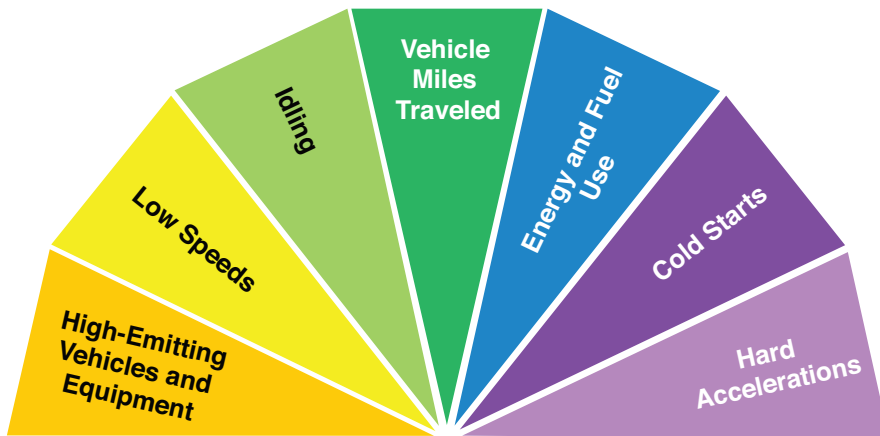 High-Emitting
Vehicles and
Equipment
Low Speeds
Idling
Vehicle
Miles
Traveled
Energy and Fuel
Use
Cold Starts
Hard
Accelerations